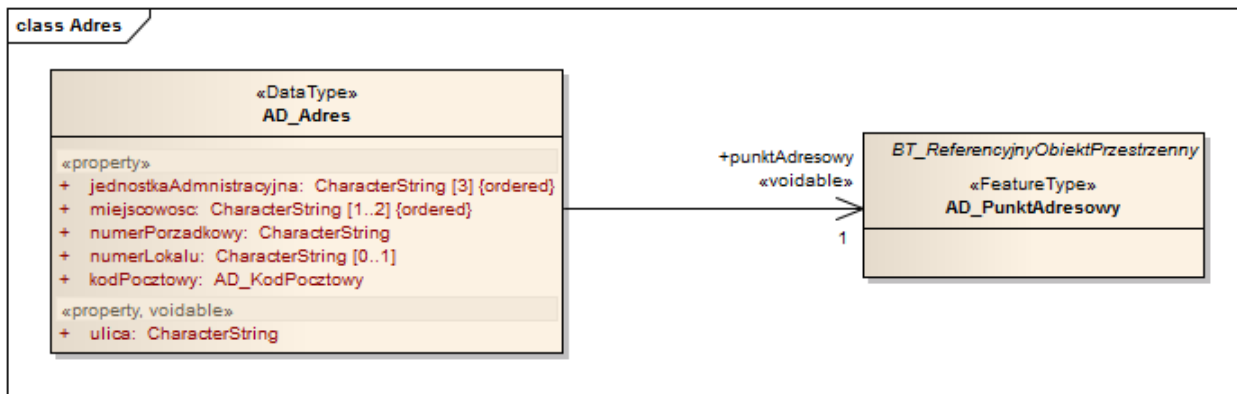 class Adres
«DataType»
AD_Adres
«property»
+ jednostkaAdmnistracyjna: CharacterString [3] {ordered}
+ miejscowosc: CharacterString [1..2] {ordered}
+ numerPorzadkowy: CharacterString
+ numerLokalu: CharacterString [0..1]
+ kodPocztowy: AD_KodPocztowy
«property, voidable»
+ ulica: CharacterString
+punktAdresowy
«voidable»
1
BT_ReferencyjnyObiektPrzestrzenny
«FeatureType»
AD_PunktAdresowy